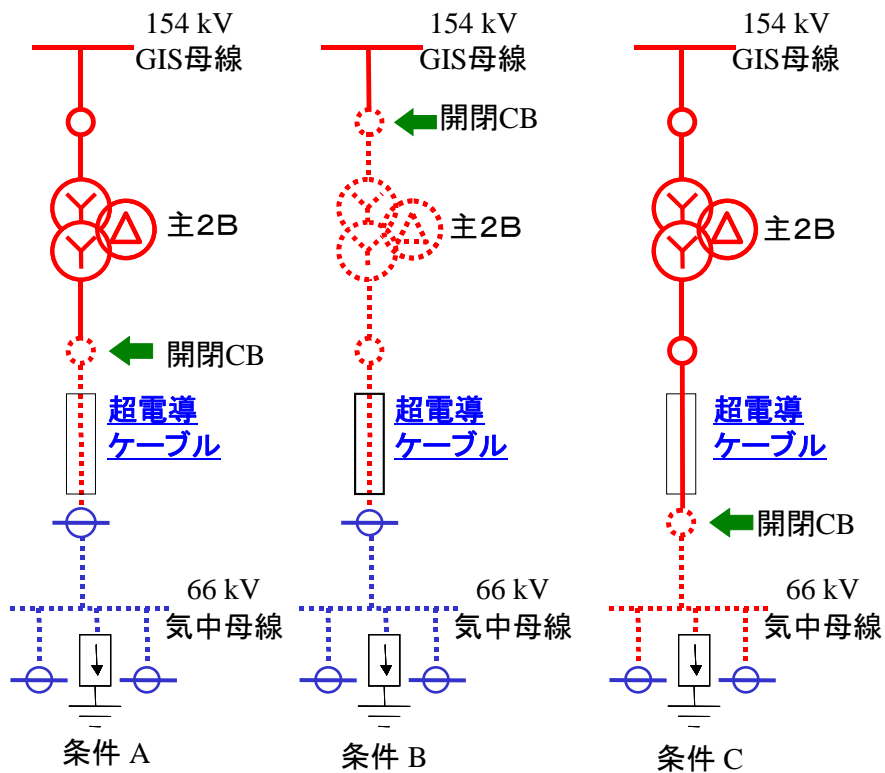 154 kV
GIS母線
主2B
開閉CB
超電導
ケーブル
66 kV
気中母線
条件 A
154 kV
GIS母線
開閉CB
主2B
超電導
ケーブル
66 kV
気中母線
条件 B
154 kV
GIS母線
主2B
超電導
ケーブル
開閉CB
66 kV
気中母線
条件 C